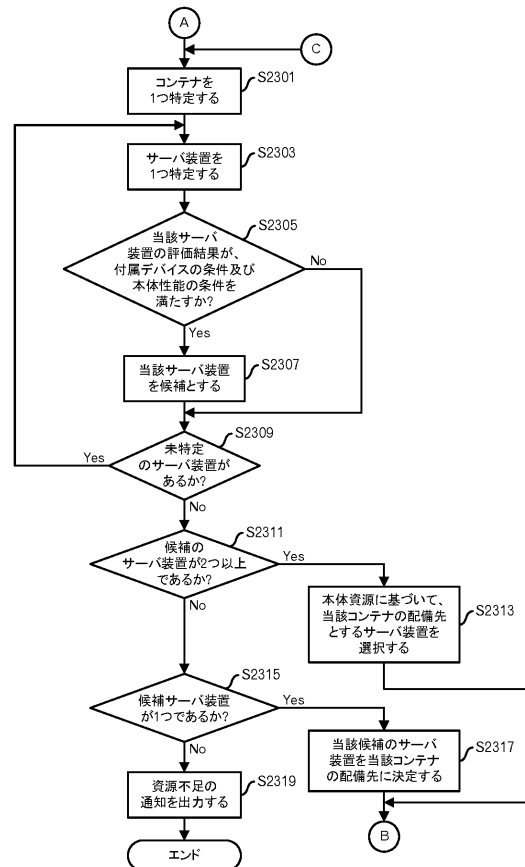 A
C
コンテナを
1つ特定する
S2301
サーバ装置を
1つ特定する
S2303
当該サーバ
装置の評価結果が、
付属デバイスの条件及び
本体性能の条件を
満たすか?
S2305
No
Yes
当該サーバ装置
を候補とする
S2307
未特定
のサーバ装置が
あるか?
S2309
Yes
No
候補の
サーバ装置が2つ以上
であるか?
S2311
Yes
No
本体資源に基づいて、
当該コンテナの配備先
とするサーバ装置を
選択する
S2313
候補サーバ装置
が1つであるか?
S2315
Yes
No
当該候補のサーバ
装置を当該コンテナ
の配備先に決定する
S2317
資源不足の
通知を出力する
S2319
B
エンド